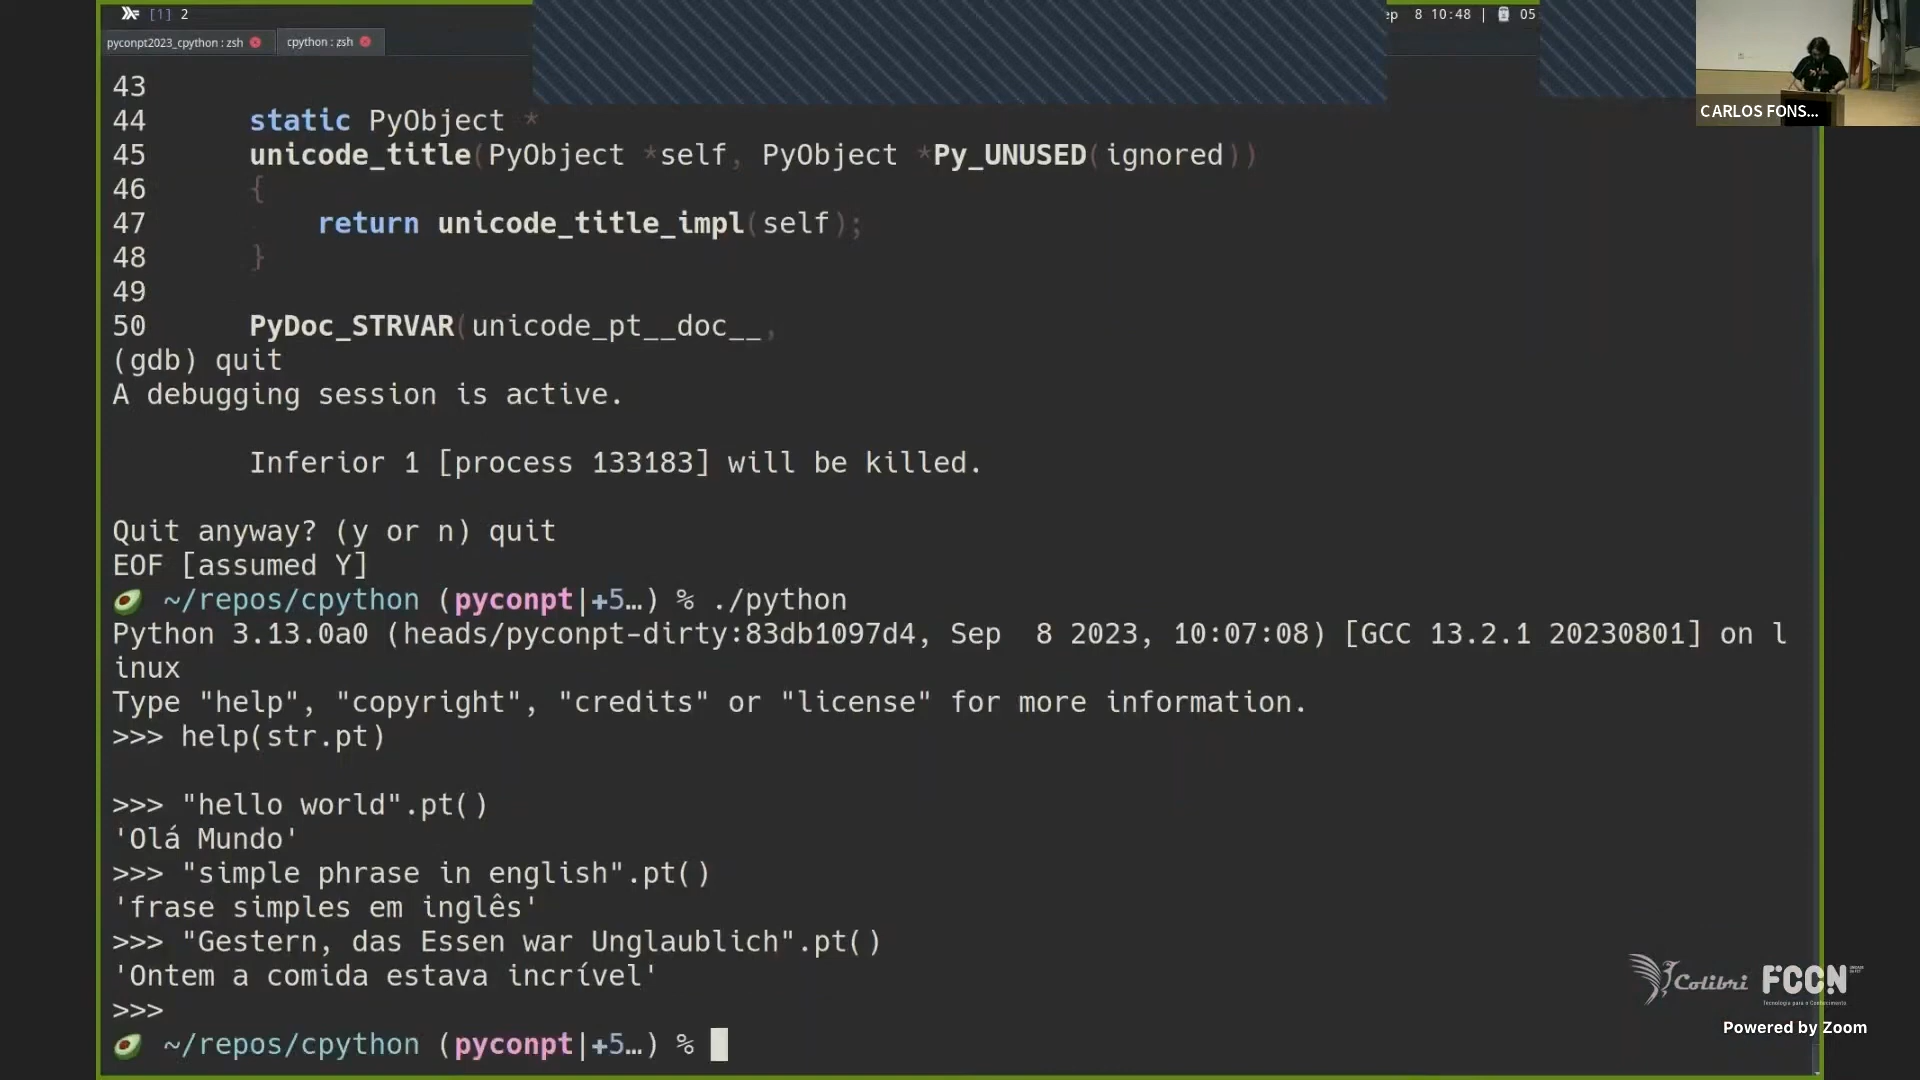 [1] 2
ep 8 10:48 | 05
pyconpt2023_cpython : zsh
cpython : zsh
CARLOS FONS...
43
44 static PyObject *
45 unicode_title(PyObject *self, PyObject *Py_UNUSED(ignored))
46 {
47 return unicode_title_impl(self);
48 }
49
50 PyDoc_STRVAR(unicode_pt__doc__,
(gdb) quit
A debugging session is active.
Inferior 1 [process 133183] will be killed.
Quit anyway? (y or n) quit
EOF [assumed Y]
~/repos/cpython (pyconpt|+5…) % ./python
Python 3.13.0a0 (heads/pyconpt-dirty:83db1097d4, Sep  8 2023, 10:07:08) [GCC 13.2.1 20230801] on l
inux
Type "help", "copyright", "credits" or "license" for more information.
>>> help(str.pt)
>>> "hello world".pt()
'Olá Mundo'
>>> "simple phrase in english".pt()
'frase simples em inglês'
>>> "Gestern, das Essen war Unglaublich".pt()
'Ontem a comida estava incrível'
>>>
~/repos/cpython (pyconpt|+5…) %
Colibri FCCN
Tecnologia para o Conhecimento
Powered by Zoom